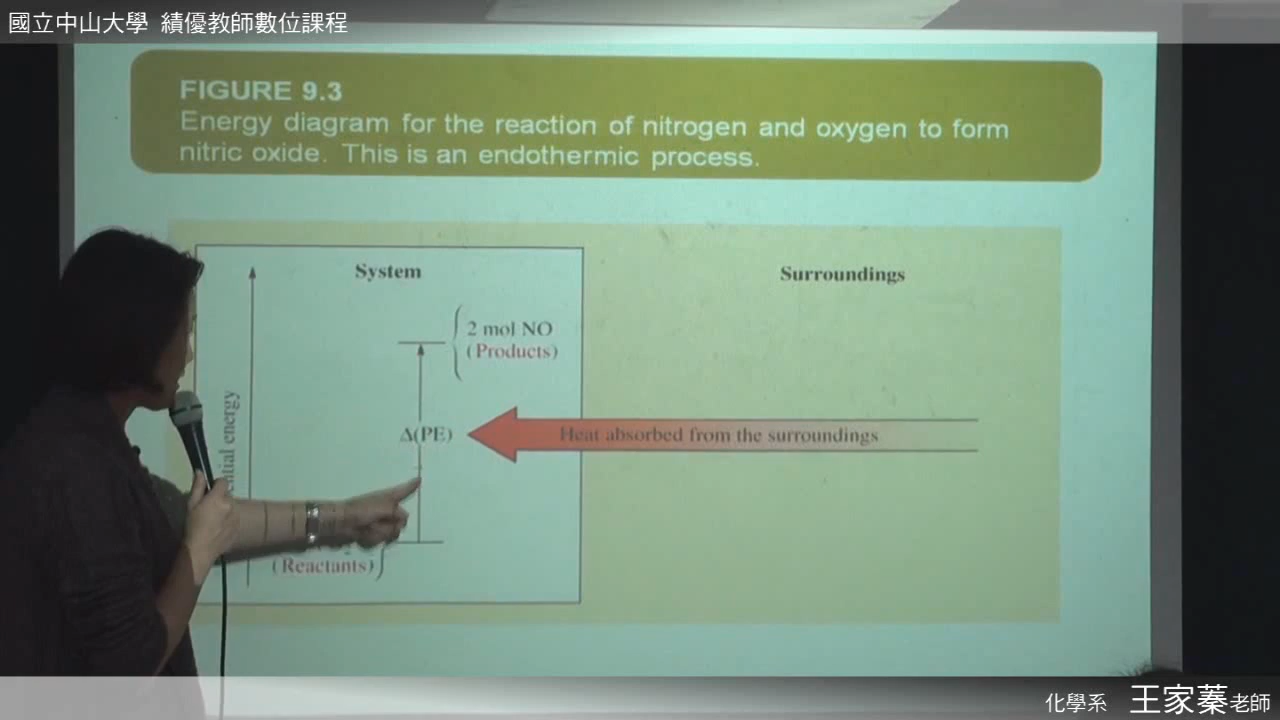 國立中山大學 績優教師數位課程
FIGURE 9.3
Energy diagram for the reaction of nitrogen and oxygen to form
nitric oxide. This is an endothermic process.
System
Surroundings
2 mol NO
(Products)
Δ(PE)
Heat absorbed from the surroundings
energy
(Reactants)
化學系 王家蓁老師